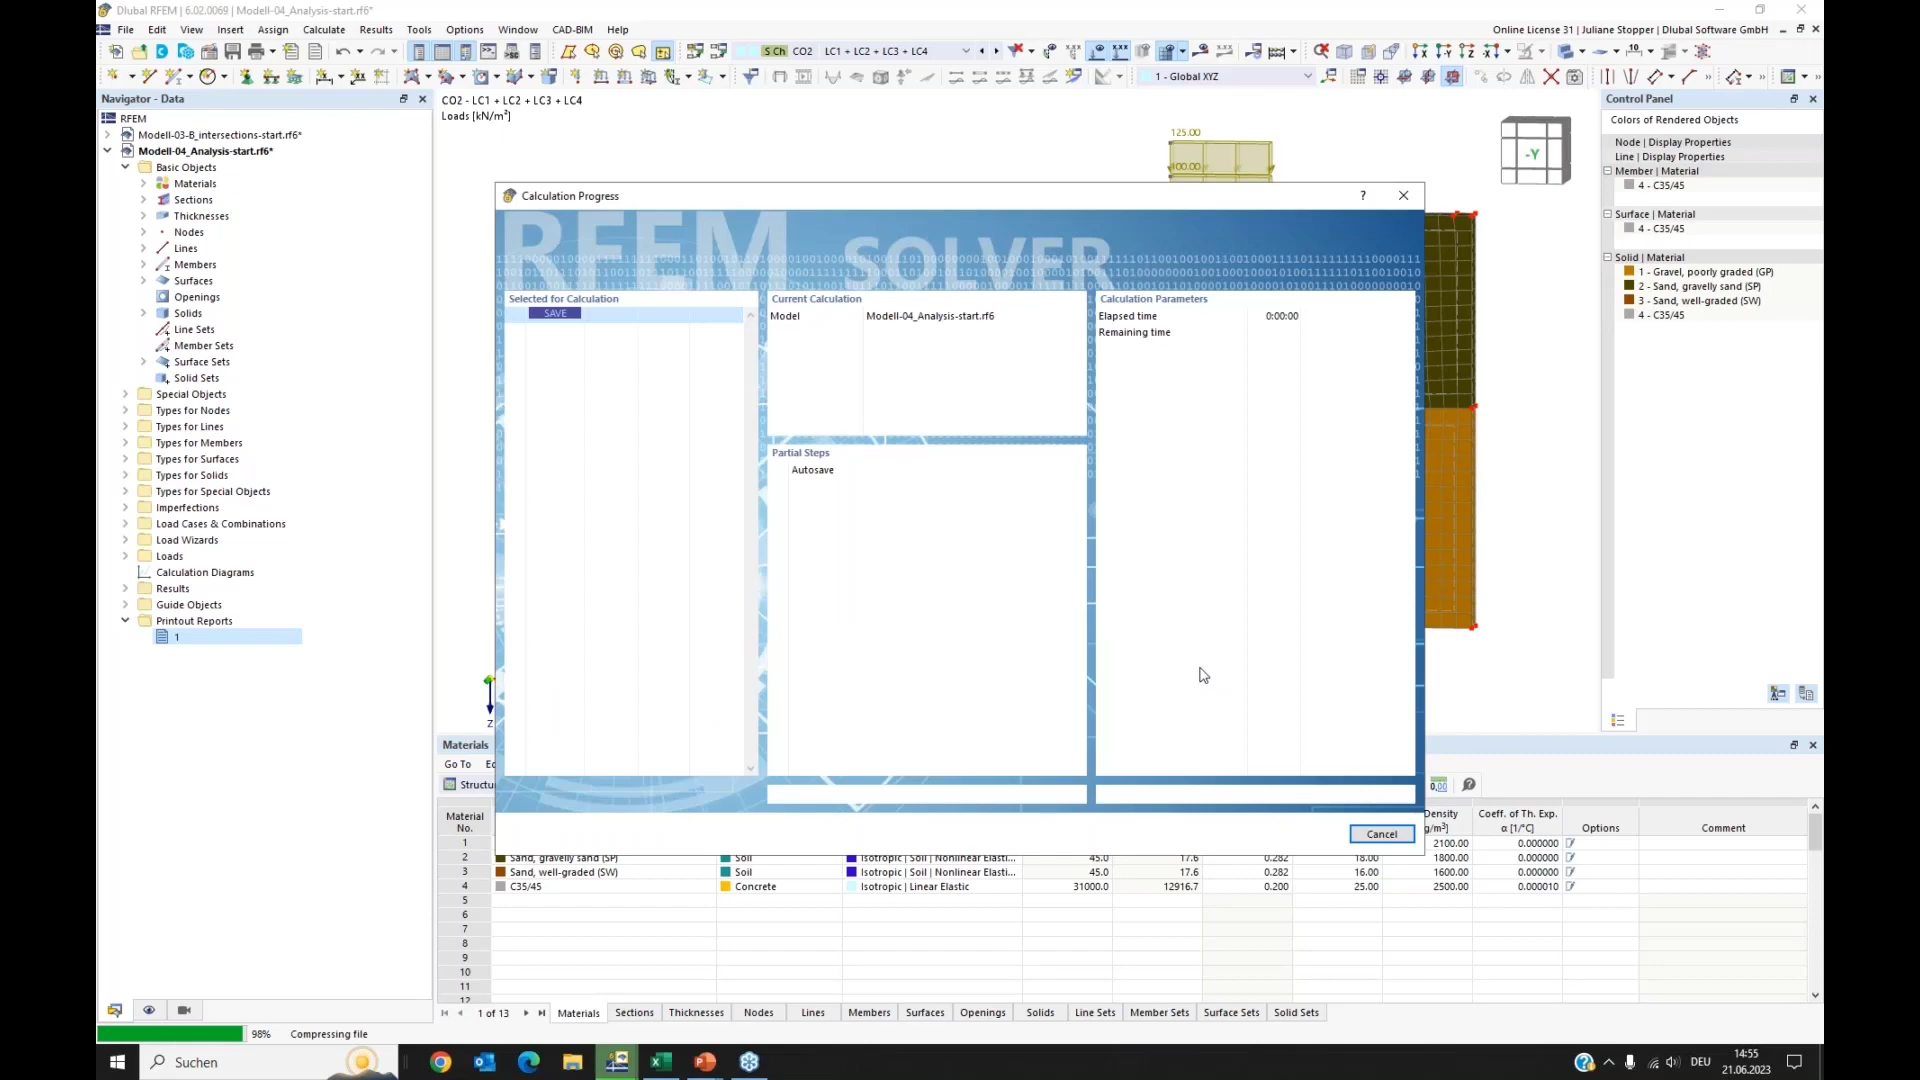 Dlubal RFEM | 6.02.0069 | Modell-04_Analysis-start.rf6*
File Edit View Insert Assign Calculate Results Tools Options Window CAD-BIM Help
Online License 31 | Juliane Stopper | Dlubal Software GmbH
S Ch CO2 LC1 + LC2 + LC3 + LC4
1 - Global XYZ
Navigator - Data
RFEM
Modell-03-B_intersections-start.rf6*
Modell-04_Analysis-start.rf6*
Basic Objects
Materials
Sections
Thicknesses
Nodes
Lines
Members
Surfaces
Openings
Solids
Line Sets
Member Sets
Surface Sets
Solid Sets
Special Objects
Types for Nodes
Types for Lines
Types for Members
Types for Surfaces
Types for Solids
Types for Special Objects
Imperfections
Load Cases & Combinations
Load Wizards
Loads
Calculation Diagrams
Results
Guide Objects
Printout Reports
1
CO2 - LC1 + LC2 + LC3 + LC4
Loads [kN/m²]
125.00
100.00
-Y
Z
Calculation Progress
RFEM SOLVER
Selected for Calculation
SAVE
Current Calculation
Model Modell-04_Analysis-start.rf6
Partial Steps
Autosave
Calculation Parameters
Elapsed time 0:00:00
Remaining time
Cancel
Control Panel
Colors of Rendered Objects
Node | Display Properties
Line | Display Properties
Member | Material
4 - C35/45
Surface | Material
4 - C35/45
Solid | Material
1 - Gravel, poorly graded (GP)
2 - Sand, gravelly sand (SP)
3 - Sand, well-graded (SW)
4 - C35/45
Materials
Go To
Structu
Material No. Density Coeff. of Th. Exp. α [1/°C] Options Comment
1 2100.00 0.000000
2 Sand, gravelly sand (SP) Soil Isotropic | Soil | Nonlinear Elasti... 45.0 17.6 0.282 18.00 1800.00 0.000000
3 Sand, well-graded (SW) Soil Isotropic | Soil | Nonlinear Elasti... 45.0 17.6 0.282 16.00 1600.00 0.000000
4 C35/45 Concrete Isotropic | Linear Elastic 31000.0 12916.7 0.200 25.00 2500.00 0.000010
5
6
7
8
9
10
11
12
1 of 13 Materials Sections Thicknesses Nodes Lines Members Surfaces Openings Solids Line Sets Member Sets Surface Sets Solid Sets
98% Compressing file
Suchen
DEU
14:55
21.06.2023